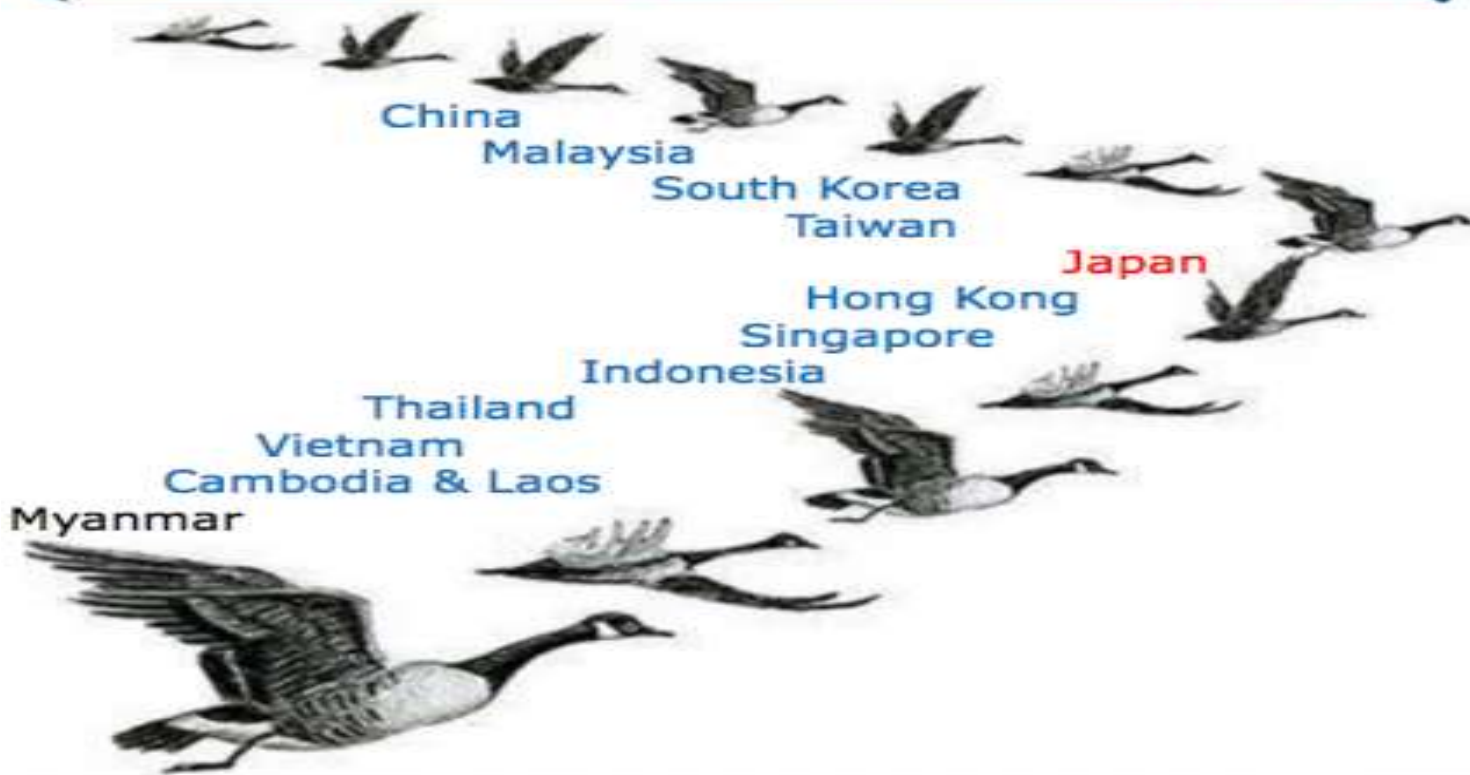 China
Malaysia
South Korea
Taiwan
Japan
Hong Kong
Singapore
Indonesia
Thailand
Vietnam
Cambodia & Laos
Myanmar